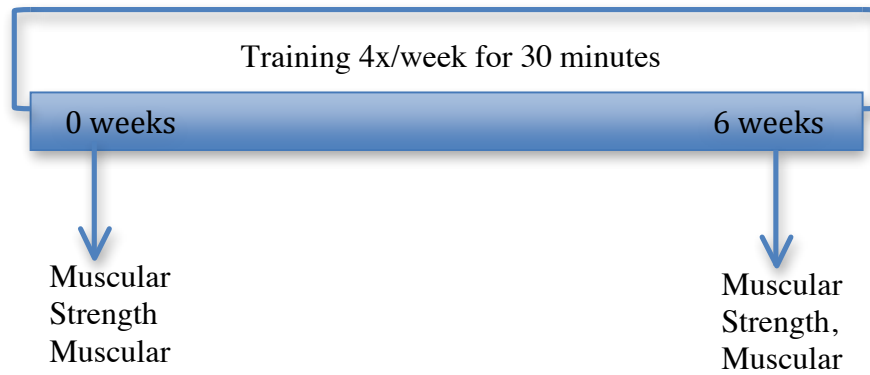 Training 4x/week for 30 minutes
0 weeks
6 weeks
Muscular
Strength
Muscular
Muscular
Strength,
Muscular